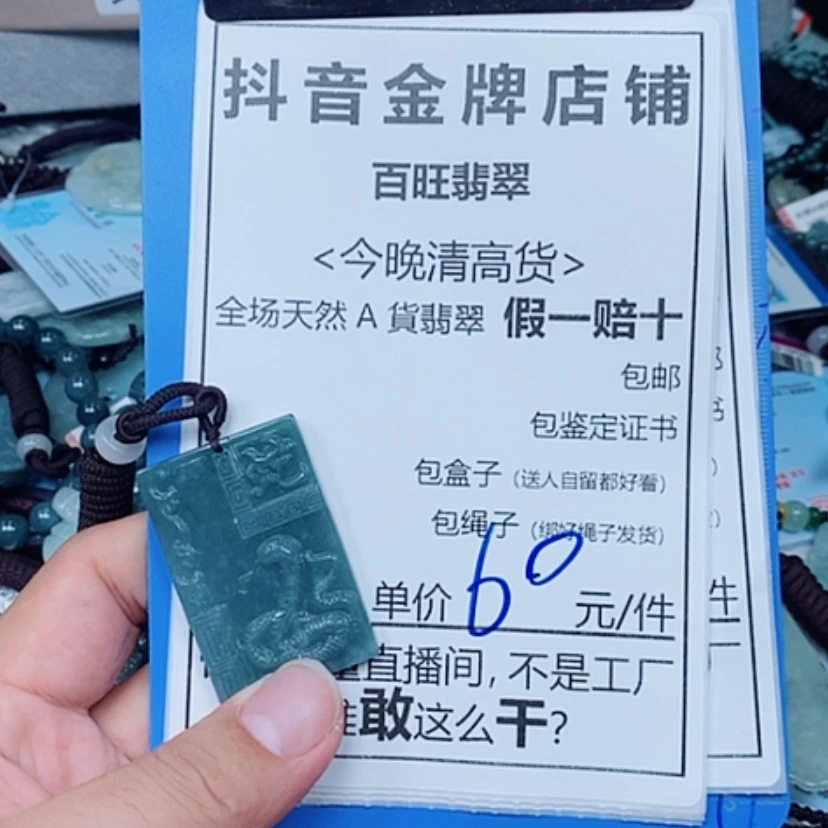 抖音金牌店铺
百旺翡翠
<今晚清高货>
全场天然 A 貨翡翠 假一赔十
包邮
包鉴定证书
包盒子（送人自留都好看）
包绳子（绑好绳子发货）
单价 60 元/件
直播间, 不是工厂
敢这么干?